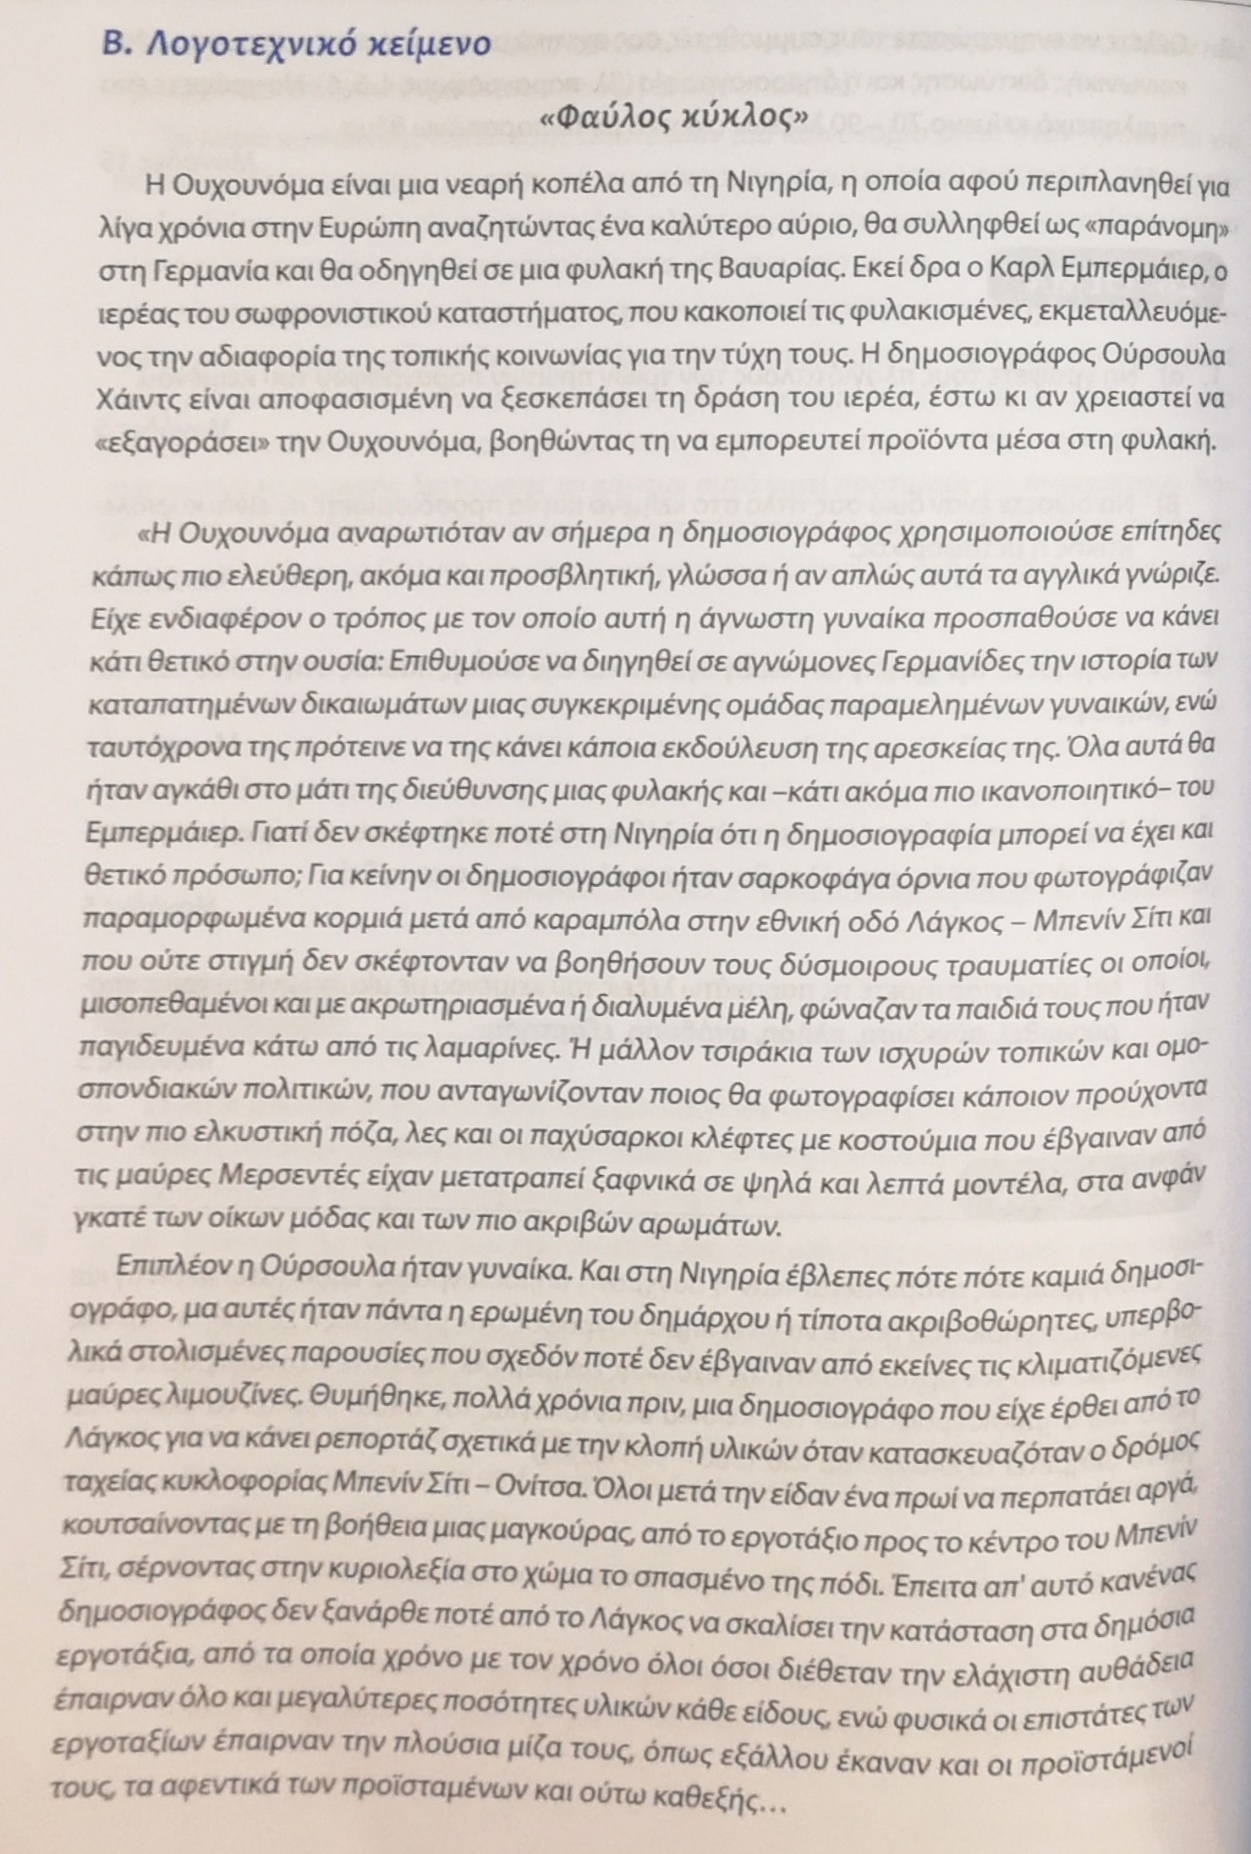 Β. Λογοτεχνικό κείμενο
«Φαύλος κύκλος»
Η Ουχουνόμα είναι μια νεαρή κοπέλα από τη Νιγηρία, η οποία αφού περιπλανηθεί για
λίγα χρόνια στην Ευρώπη αναζητώντας ένα καλύτερο αύριο, θα συλληφθεί ως «παράνομη»
στη Γερμανία και θα οδηγηθεί σε μια φυλακή της Βαυαρίας. Εκεί δρα ο Καρλ Εμπερμάιερ, ο
ιερέας του σωφρονιστικού καταστήματος, που κακοποιεί τις φυλακισμένες, εκμεταλλευόμε-
νος την αδιαφορία της τοπικής κοινωνίας για την τύχη τους. Η δημοσιογράφος Ούρσουλα
Χάιντς είναι αποφασισμένη να ξεσκεπάσει τη δράση του ιερέα, έστω κι αν χρειαστεί να
«εξαγοράσει» την Ουχουνόμα, βοηθώντας τη να εμπορευτεί προϊόντα μέσα στη φυλακή.
«Η Ουχουνόμα αναρωτιόταν αν σήμερα η δημοσιογράφος χρησιμοποιούσε επίτηδες
κάπως πιο ελεύθερη, ακόμα και προσβλητική, γλώσσα ή αν απλώς αυτά τα αγγλικά γνώριζε.
Είχε ενδιαφέρον ο τρόπος με τον οποίο αυτή η άγνωστη γυναίκα προσπαθούσε να κάνει
κάτι θετικό στην ουσία: Επιθυμούσε να διηγηθεί σε αγνώμονες Γερμανίδες την ιστορία των
καταπατημένων δικαιωμάτων μιας συγκεκριμένης ομάδας παραμελημένων γυναικών, ενώ
ταυτόχρονα της πρότεινε να της κάνει κάποια εκδούλευση της αρεσκείας της. Όλα αυτά θα
ήταν αγκάθι στο μάτι της διεύθυνσης μιας φυλακής και –κάτι ακόμα πιο ικανοποιητικό– του
Εμπερμάιερ. Γιατί δεν σκέφτηκε ποτέ στη Νιγηρία ότι η δημοσιογραφία μπορεί να έχει και
θετικό πρόσωπο; Για κείνην οι δημοσιογράφοι ήταν σαρκοφάγα όρνια που φωτογράφιζαν
παραμορφωμένα κορμιά μετά από καραμπόλα στην εθνική οδό Λάγκος – Μπενίν Σίτι και
που ούτε στιγμή δεν σκέφτονταν να βοηθήσουν τους δύσμοιρους τραυματίες οι οποίοι,
μισοπεθαμένοι και με ακρωτηριασμένα ή διαλυμένα μέλη, φώναζαν τα παιδιά τους που ήταν
παγιδευμένα κάτω από τις λαμαρίνες. Ή μάλλον τσιράκια των ισχυρών τοπικών και ομο-
σπονδιακών πολιτικών, που ανταγωνίζονταν ποιος θα φωτογραφίσει κάποιον προύχοντα
στην πιο ελκυστική πόζα, λες και οι παχύσαρκοι κλέφτες με κοστούμια που έβγαιναν από
τις μαύρες Μερσεντές είχαν μετατραπεί ξαφνικά σε ψηλά και λεπτά μοντέλα, στα ανφάν
γκατέ των οίκων μόδας και των πιο ακριβών αρωμάτων.
Επιπλέον η Ούρσουλα ήταν γυναίκα. Και στη Νιγηρία έβλεπες πότε πότε καμιά δημοσι-
ογράφο, μα αυτές ήταν πάντα η ερωμένη του δημάρχου ή τίποτα ακριβοθώρητες, υπερβο-
λικά στολισμένες παρουσίες που σχεδόν ποτέ δεν έβγαιναν από εκείνες τις κλιματιζόμενες
μαύρες λιμουζίνες. Θυμήθηκε, πολλά χρόνια πριν, μια δημοσιογράφο που είχε έρθει από το
Λάγκος για να κάνει ρεπορτάζ σχετικά με την κλοπή υλικών όταν κατασκευαζόταν ο δρόμος
ταχείας κυκλοφορίας Μπενίν Σίτι – Ονίτσα. Όλοι μετά την είδαν ένα πρωί να περπατάει αργά,
κουτσαίνοντας με τη βοήθεια μιας μαγκούρας, από το εργοτάξιο προς το κέντρο του Μπενίν
Σίτι, σέρνοντας στην κυριολεξία στο χώμα το σπασμένο της πόδι. Έπειτα απ' αυτό κανένας
δημοσιογράφος δεν ξανάρθε ποτέ από το Λάγκος να σκαλίσει την κατάσταση στα δημόσια
εργοτάξια, από τα οποία χρόνο με τον χρόνο όλοι όσοι διέθεταν την ελάχιστη αυθάδεια
έπαιρναν όλο και μεγαλύτερες ποσότητες υλικών κάθε είδους, ενώ φυσικά οι επιστάτες των
εργοταξίων έπαιρναν την πλούσια μίζα τους, όπως εξάλλου έκαναν και οι προϊστάμενοί
τους, τα αφεντικά των προϊσταμένων και ούτω καθεξής…